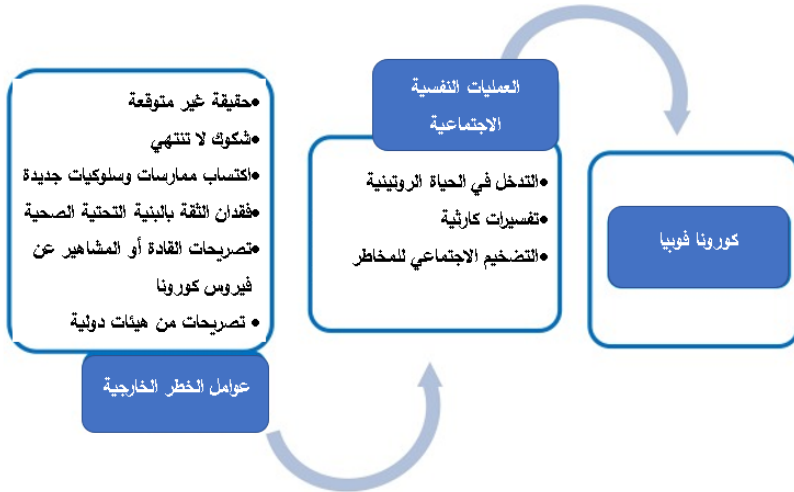 •حقيقة غير متوقعة
•شكوك لا تنتهي
•اكتساب ممارسات وسلوكيات جديدة
•فقدان الثقة بالبنية التحتية الصحية
•تصريحات القادة أو المشاهير عن
فيروس كورونا
• تصريحات من هيئات دولية
عوامل الخطر الخارجية
العمليات النفسية
الاجتماعية
•التدخل في الحياة الروتينية
•تفسيرات كارثية
•التضخيم الاجتماعي للمخاطر
كورونا فوبيا